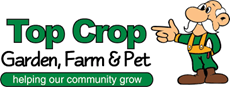 Top Crop
Garden, Farm & Pet
helping our community grow